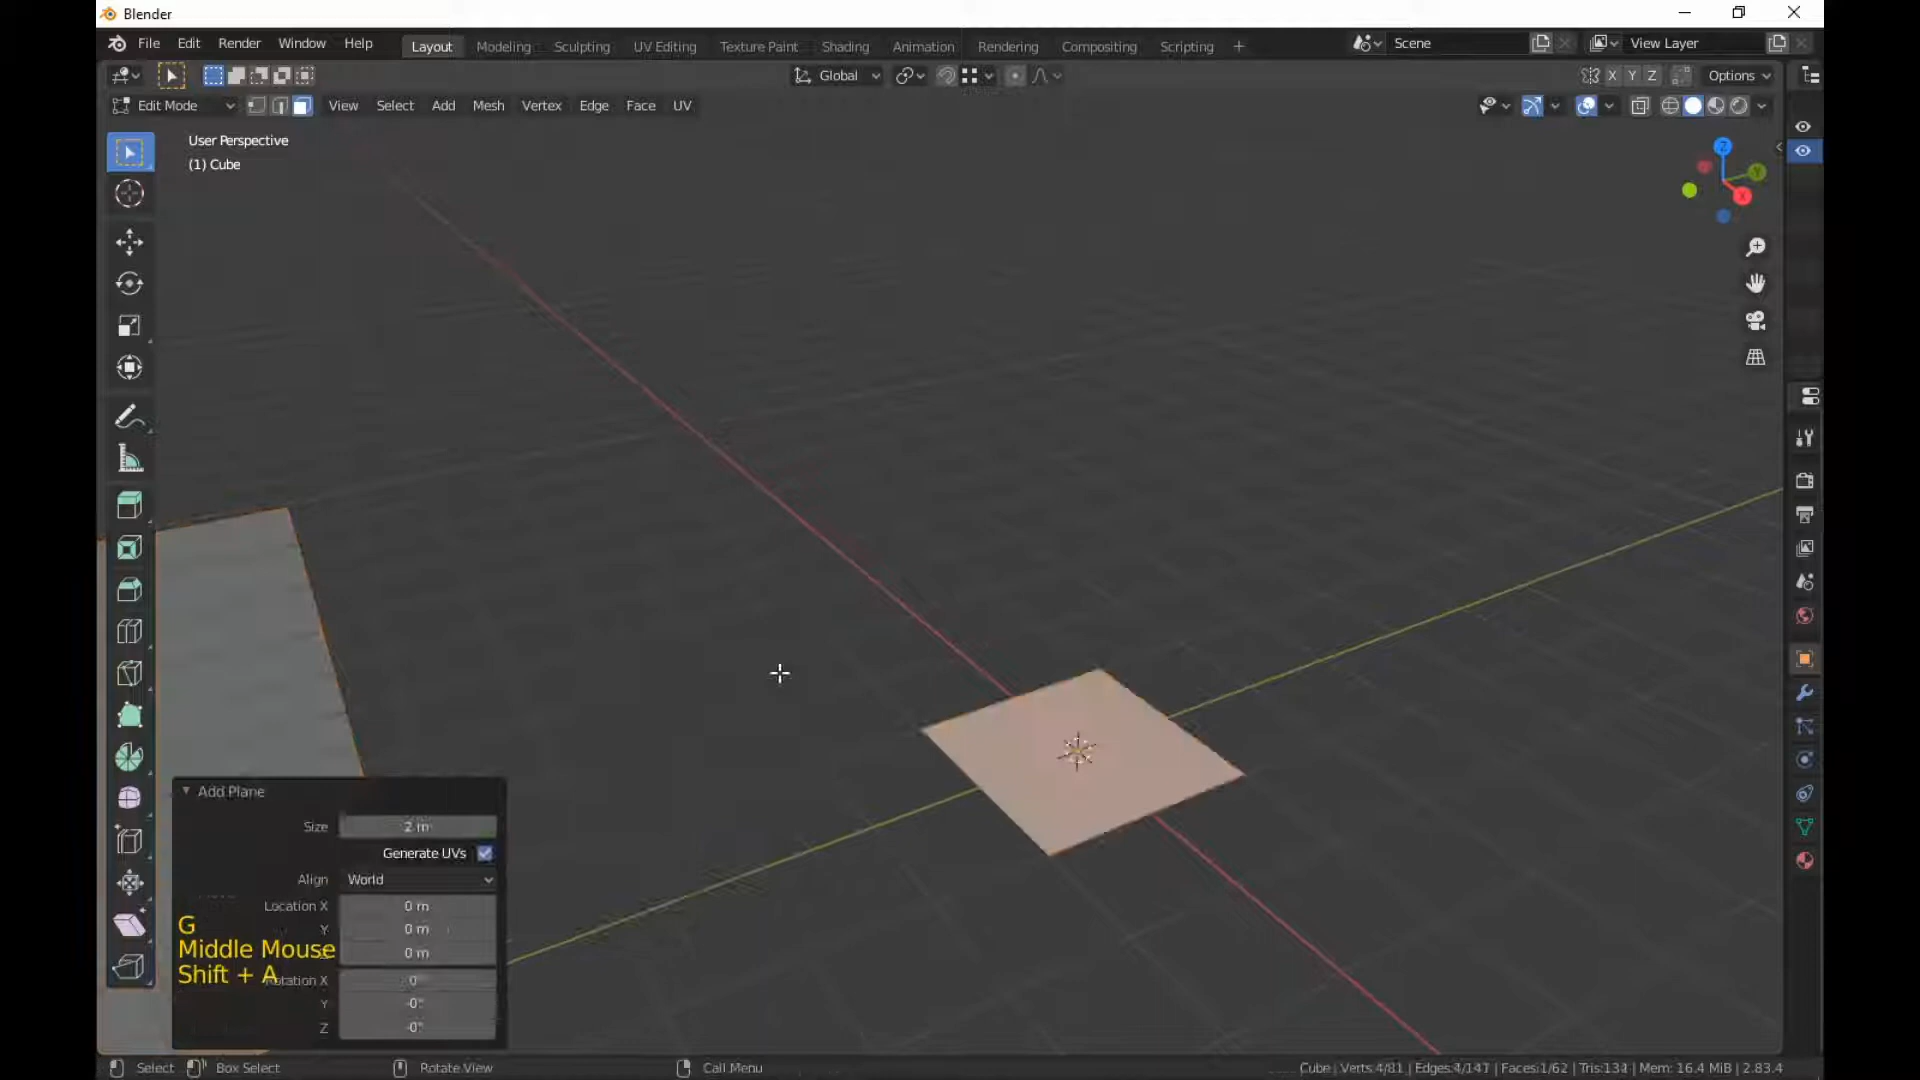 Blender
File Edit Render Window Help Layout Modeling Sculpting UV Editing Texture Paint Shading Animation Rendering Compositing Scripting + Scene View Layer
Global X Y Z Options
Edit Mode View Select Add Mesh Vertex Edge Face UV
User Perspective
(1) Cube
Z
Y
X
Add Plane
Size 2 m
Generate UVs
Align World
Location X 0 m
Y 0 m
0 m
Rotation X 0°
Y -0°
Z -0°
G
Middle Mouse
Shift + A
Select Box Select Rotate View Call Menu Cube | Verts:4/81 | Edges:4/147 | Faces:1/62 | Tris:134 | Mem: 16.4 MiB | 2.83.4